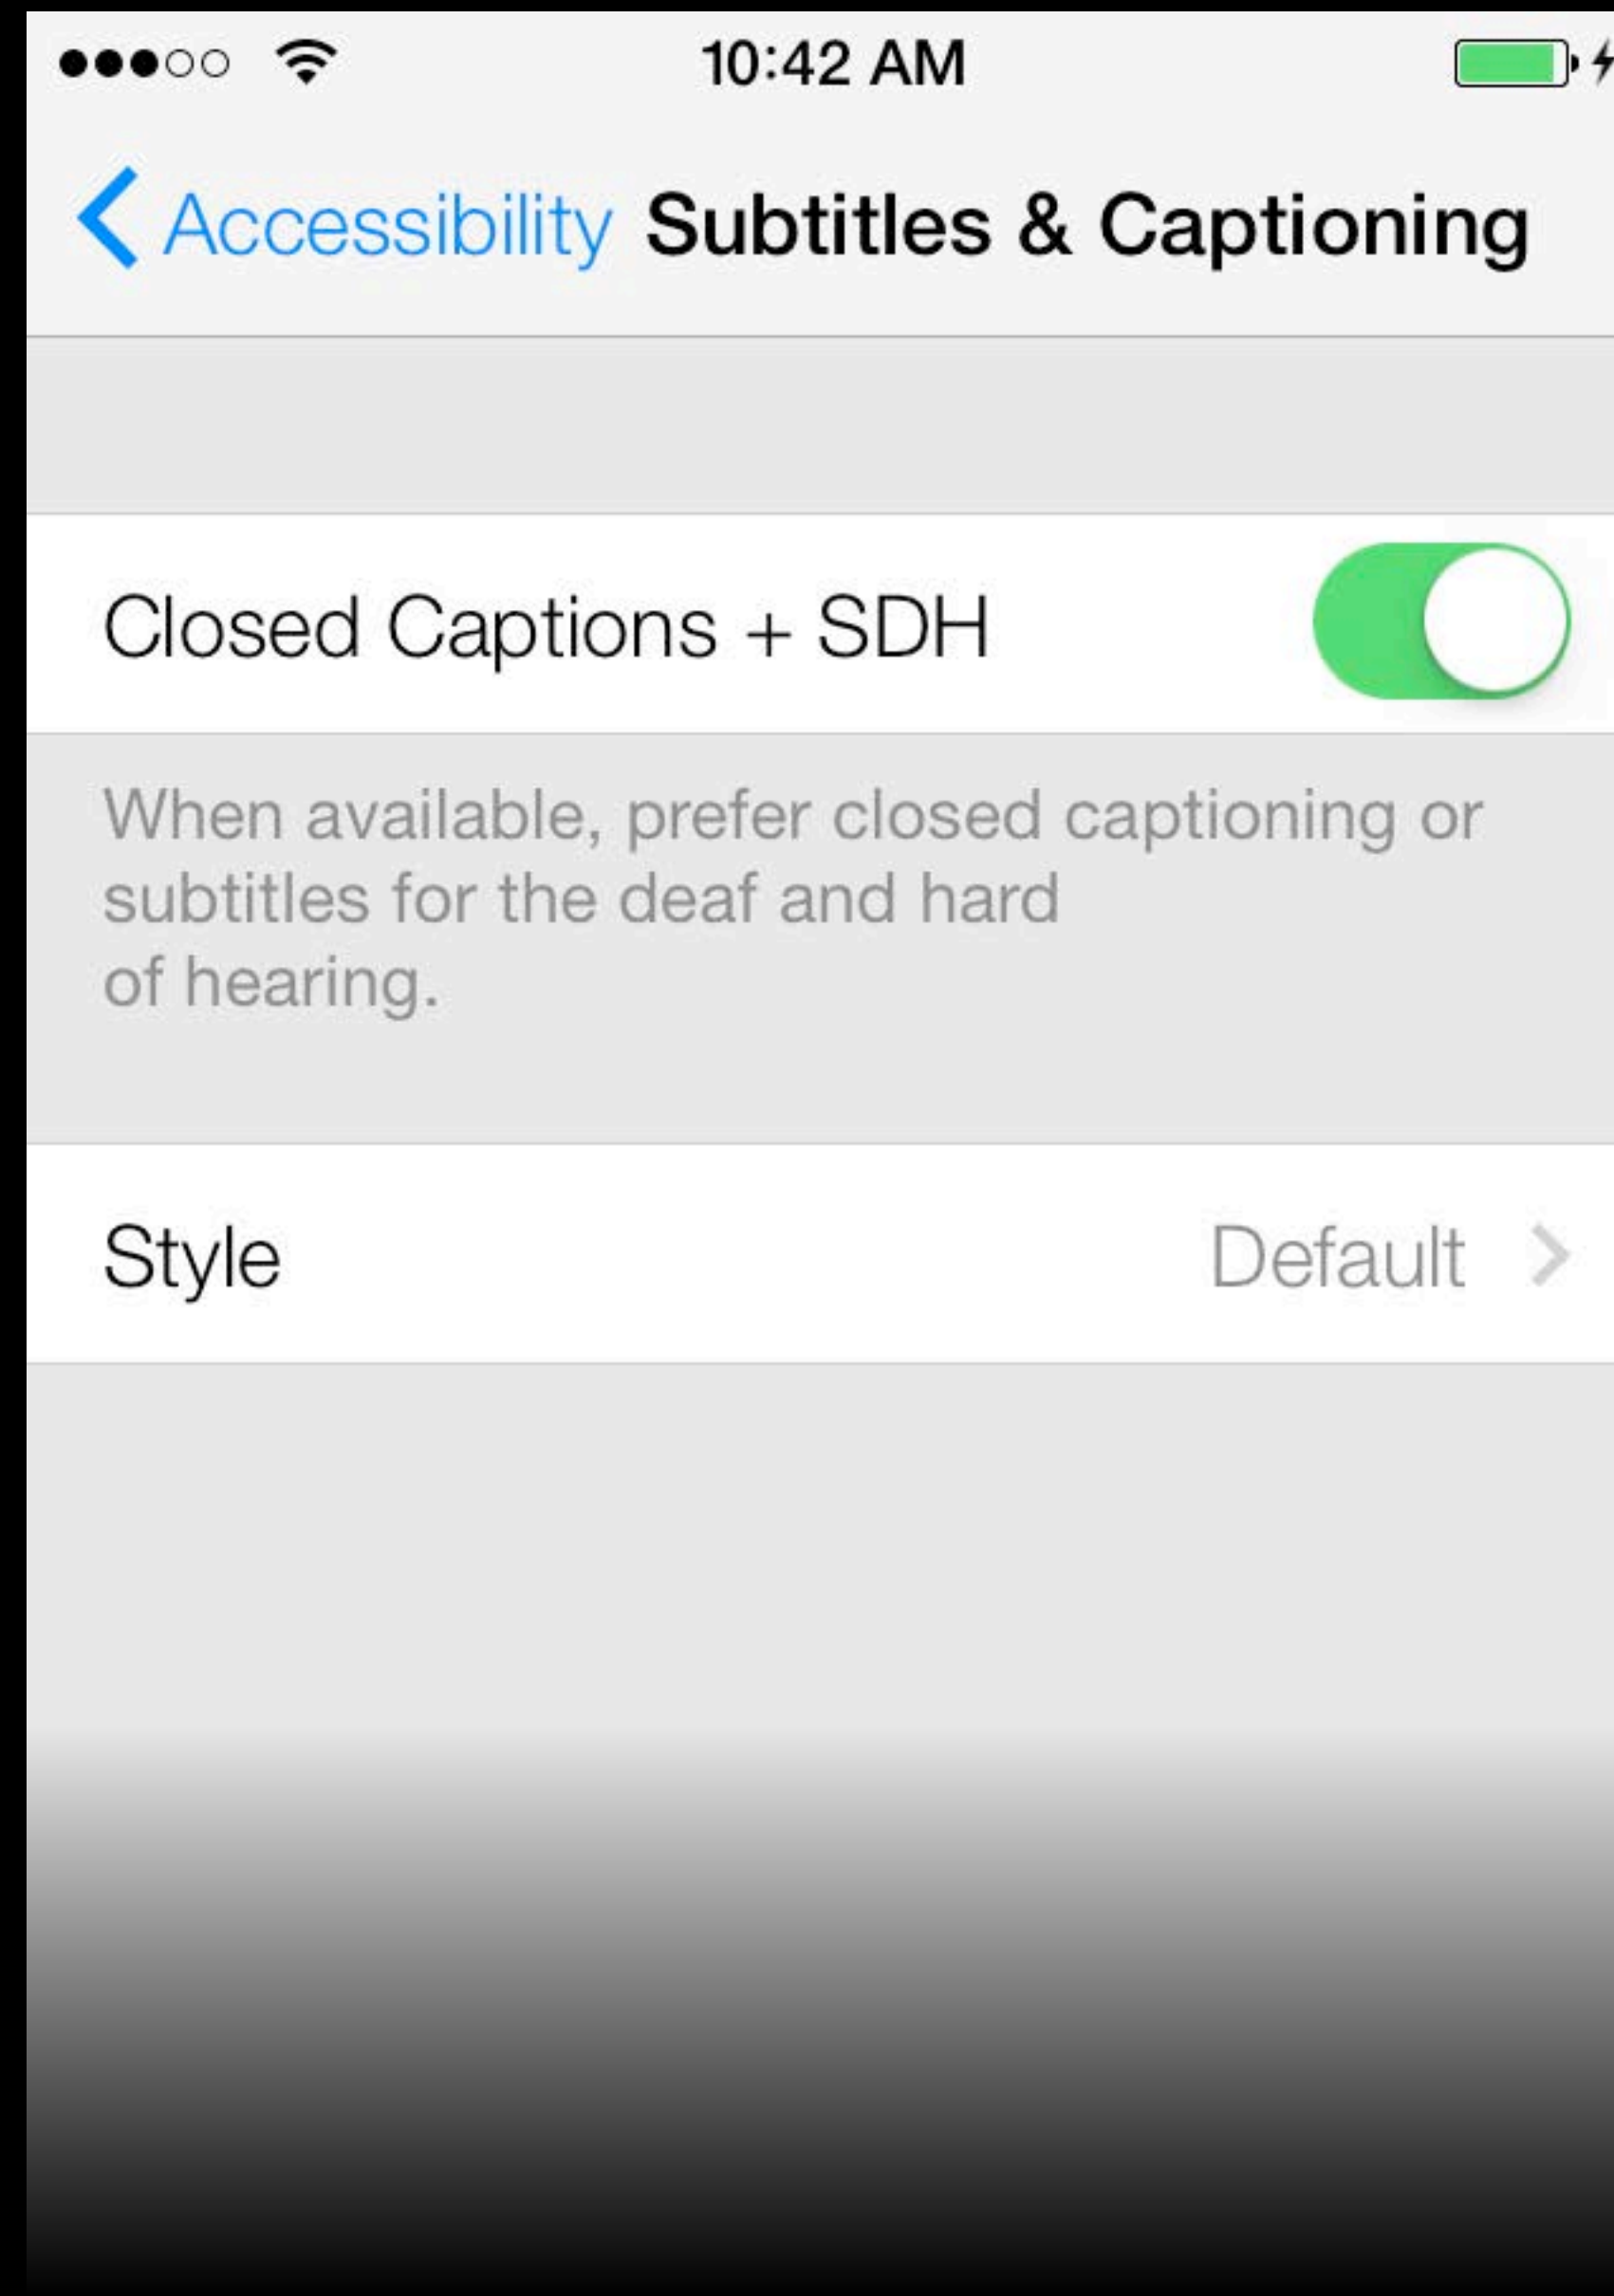 10:42 AM
Accessibility Subtitles & Captioning
Closed Captions + SDH
When available, prefer closed captioning or
subtitles for the deaf and hard
of hearing.
Style Default